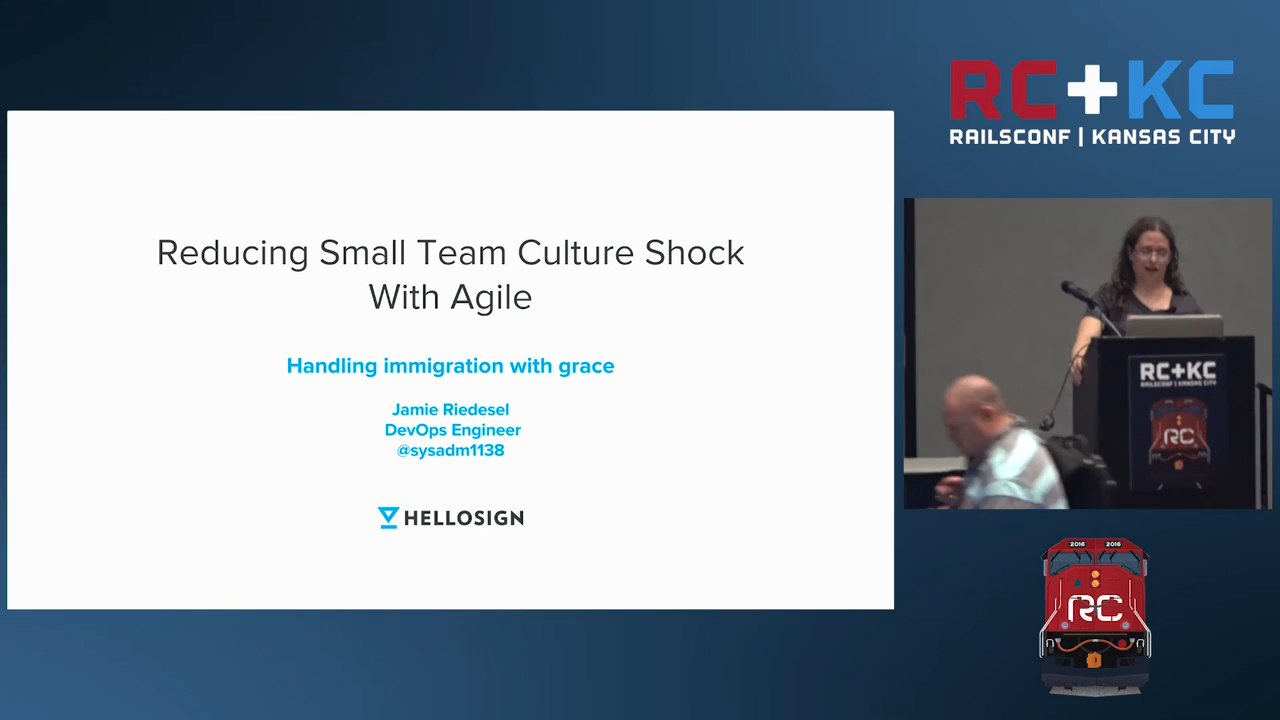 RC+KC
RAILSCONF | KANSAS CITY
Reducing Small Team Culture Shock
With Agile
Handling immigration with grace
Jamie Riedesel
DevOps Engineer
@sysadm1138
HELLOSIGN
RC+KC
RAILSCONF | KANSAS CITY
RC
2016 2016
RC